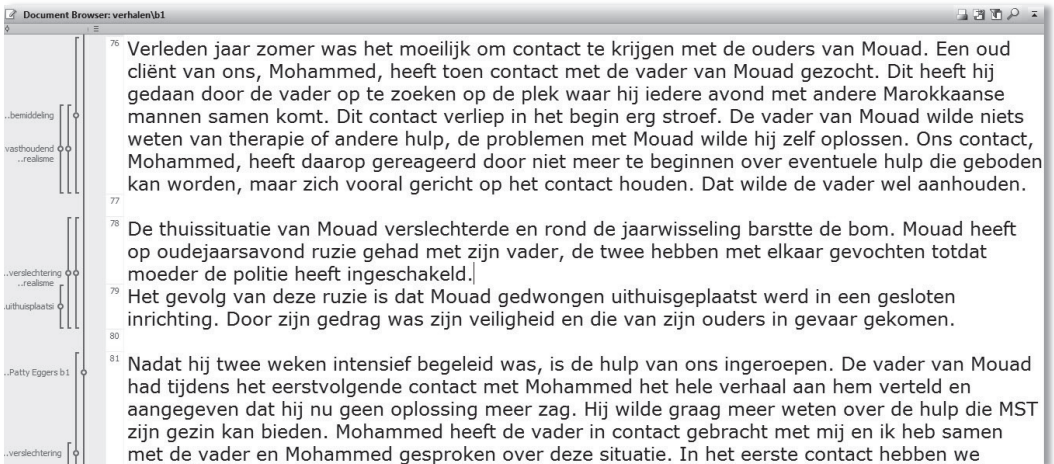 Document Browser: verhalen\b1
76 Verleden jaar zomer was het moeilijk om contact te krijgen met de ouders van Mouad. Een oud
cliënt van ons, Mohammed, heeft toen contact met de vader van Mouad gezocht. Dit heeft hij
gedaan door de vader op te zoeken op de plek waar hij iedere avond met andere Marokkaanse
..bemiddeling
mannen samen komt. Dit contact verliep in het begin erg stroef. De vader van Mouad wilde niets
vasthoudend
weten van therapie of andere hulp, de problemen met Mouad wilde hij zelf oplossen. Ons contact,
..realisme
Mohammed, heeft daarop gereageerd door niet meer te beginnen over eventuele hulp die geboden
kan worden, maar zich vooral gericht op het contact houden. Dat wilde de vader wel aanhouden.
77
78 De thuissituatie van Mouad verslechterde en rond de jaarwisseling barstte de bom. Mouad heeft
op oudejaarsavond ruzie gehad met zijn vader, de twee hebben met elkaar gevochten totdat
..verslechtering
moeder de politie heeft ingeschakeld.
..realisme
79 Het gevolg van deze ruzie is dat Mouad gedwongen uithuisgeplaatst werd in een gesloten
..uithuisplaatsi
inrichting. Door zijn gedrag was zijn veiligheid en die van zijn ouders in gevaar gekomen.
80
81 Nadat hij twee weken intensief begeleid was, is de hulp van ons ingeroepen. De vader van Mouad
..Patty Eggers b1
had tijdens het eerstvolgende contact met Mohammed het hele verhaal aan hem verteld en
aangegeven dat hij nu geen oplossing meer zag. Hij wilde graag meer weten over de hulp die MST
zijn gezin kan bieden. Mohammed heeft de vader in contact gebracht met mij en ik heb samen
..verslechtering
met de vader en Mohammed gesproken over deze situatie. In het eerste contact hebben we